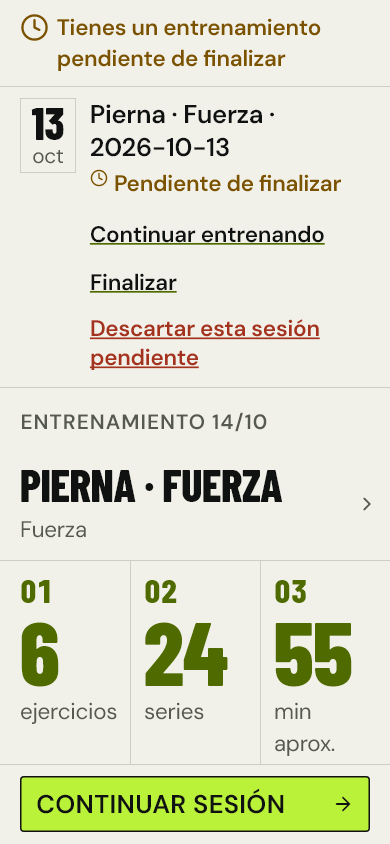 Tienes un entrenamiento
pendiente de finalizar
13
oct
Pierna · Fuerza ·
2026-10-13
Pendiente de finalizar
Continuar entrenando
Finalizar
Descartar esta sesión
pendiente
ENTRENAMIENTO 14/10
PIERNA · FUERZA
Fuerza
01
6
ejercicios
02
24
series
03
55
min
aprox.
CONTINUAR SESIÓN